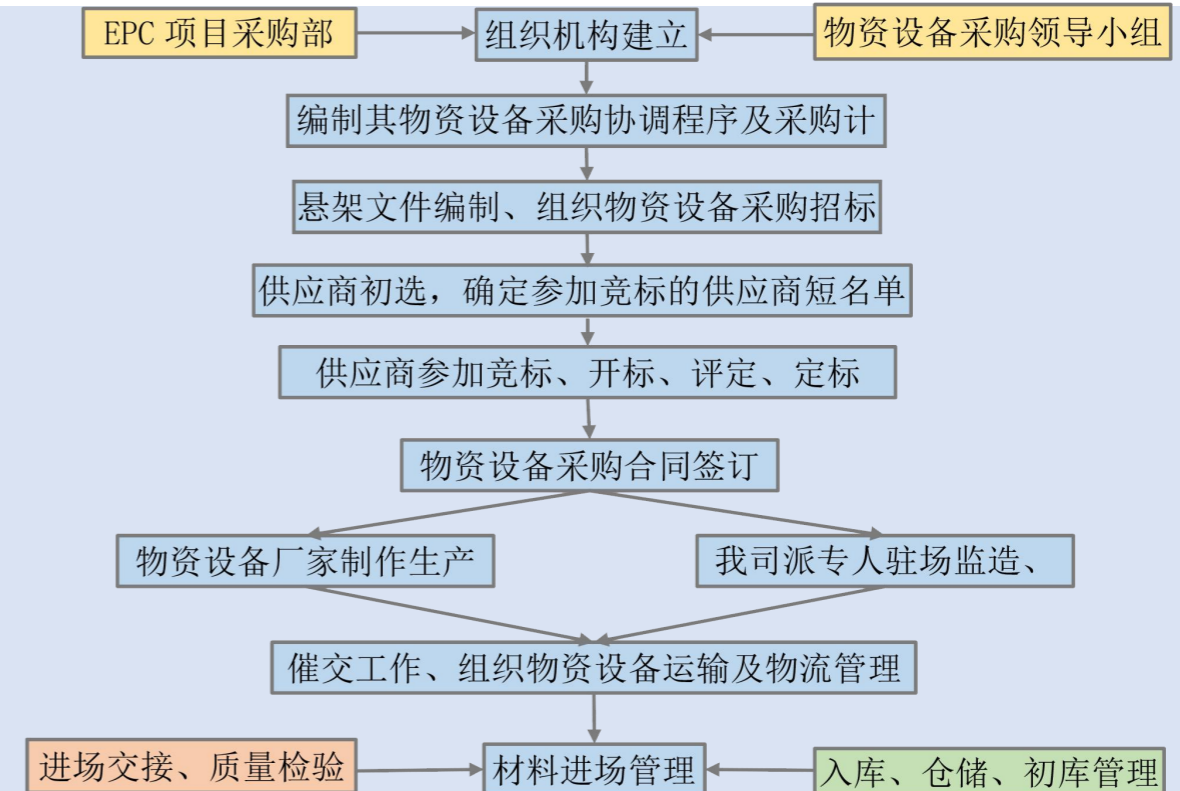 EPC 项目采购部
组织机构建立
物资设备采购领导小组
编制其物资设备采购协调程序及采购计
悬架文件编制、组织物资设备采购招标
供应商初选，确定参加竞标的供应商短名单
供应商参加竞标、开标、评定、定标
物资设备采购合同签订
物资设备厂家制作生产
我司派专人驻场监造、
催交工作、组织物资设备运输及物流管理
进场交接、质量检验
材料进场管理
入库、仓储、初库管理